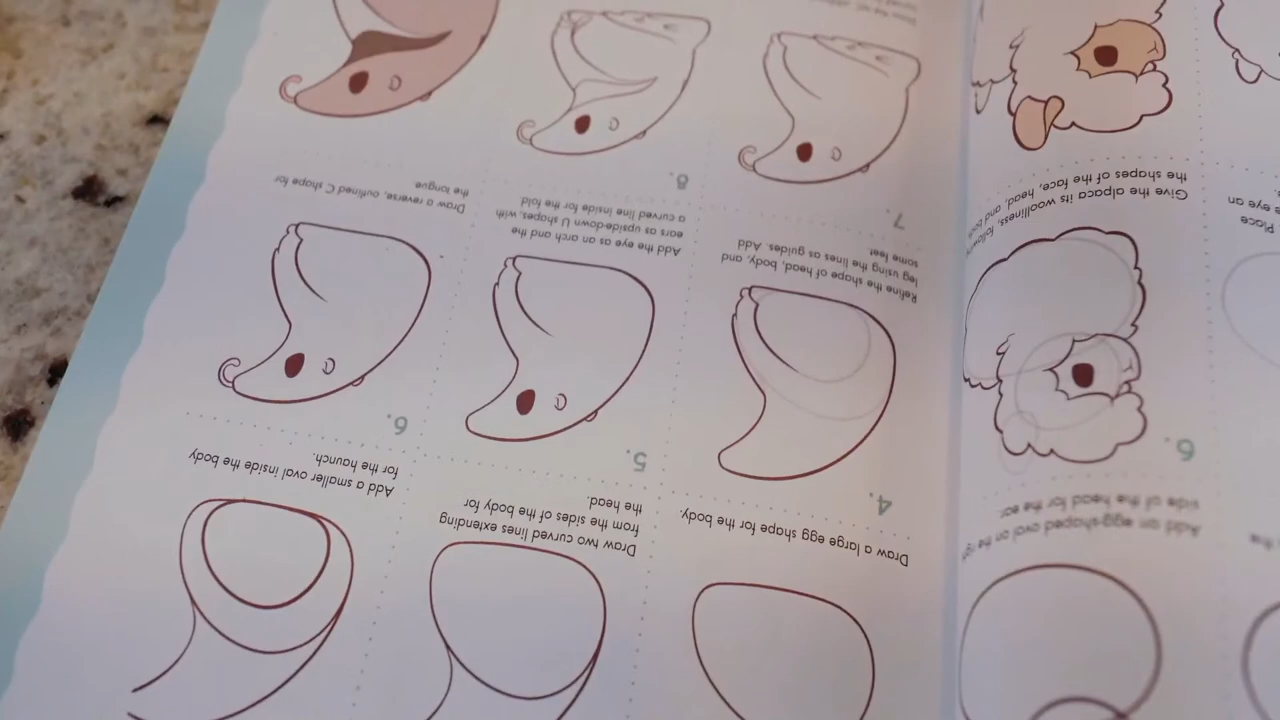 the
Add an egg-shaped oval on the
side of the head for the ear.
6.
Place
eye an
Give the alpaca its woolliness,
the shapes of the face, head, and
Draw a large egg shape for the body.
Draw two curved lines extending
from the sides of the body for
the head.
Add a smaller oval inside the body
for the haunch.
4.
5.
6.
Refine the shape of head, body, and
leg using the lines as guides. Add
some feet.
Add the eye as an arch and the
ears as upside-down U shapes, with
a curved line inside for the fold
Draw a reverse, outlined C shape for
the tongue.
7.
8.